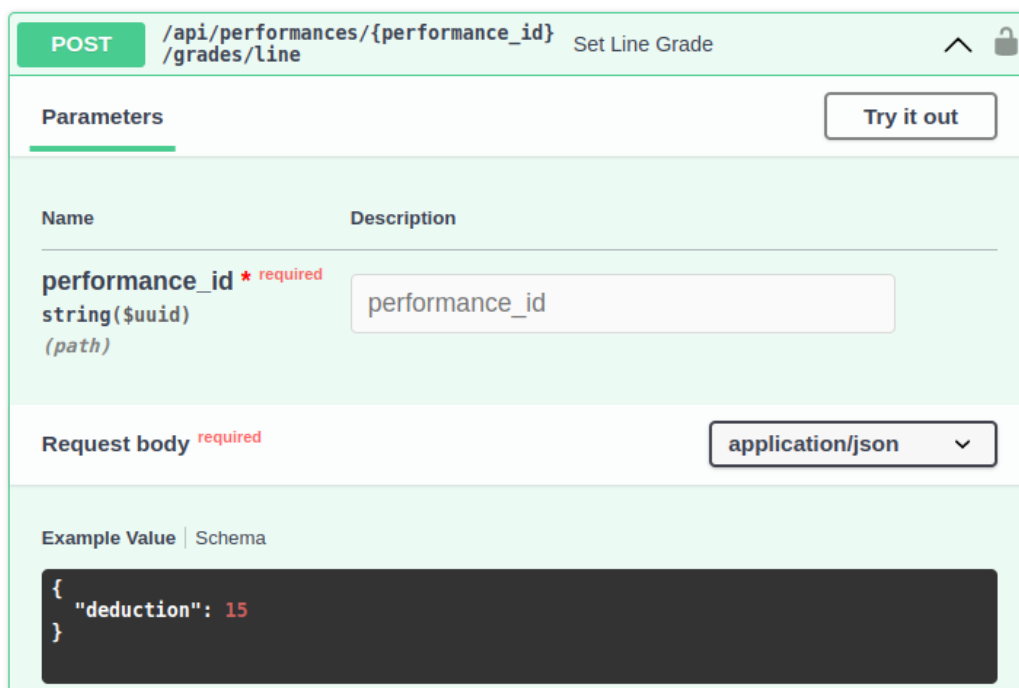 POST
/api/performances/{performance_id}
/grades/line
Set Line Grade
Parameters
Try it out
Name
Description
performance_id * required
string($uuid)
(path)
performance_id
Request body required
application/json
Example Value
Schema
{
"deduction": 15
}